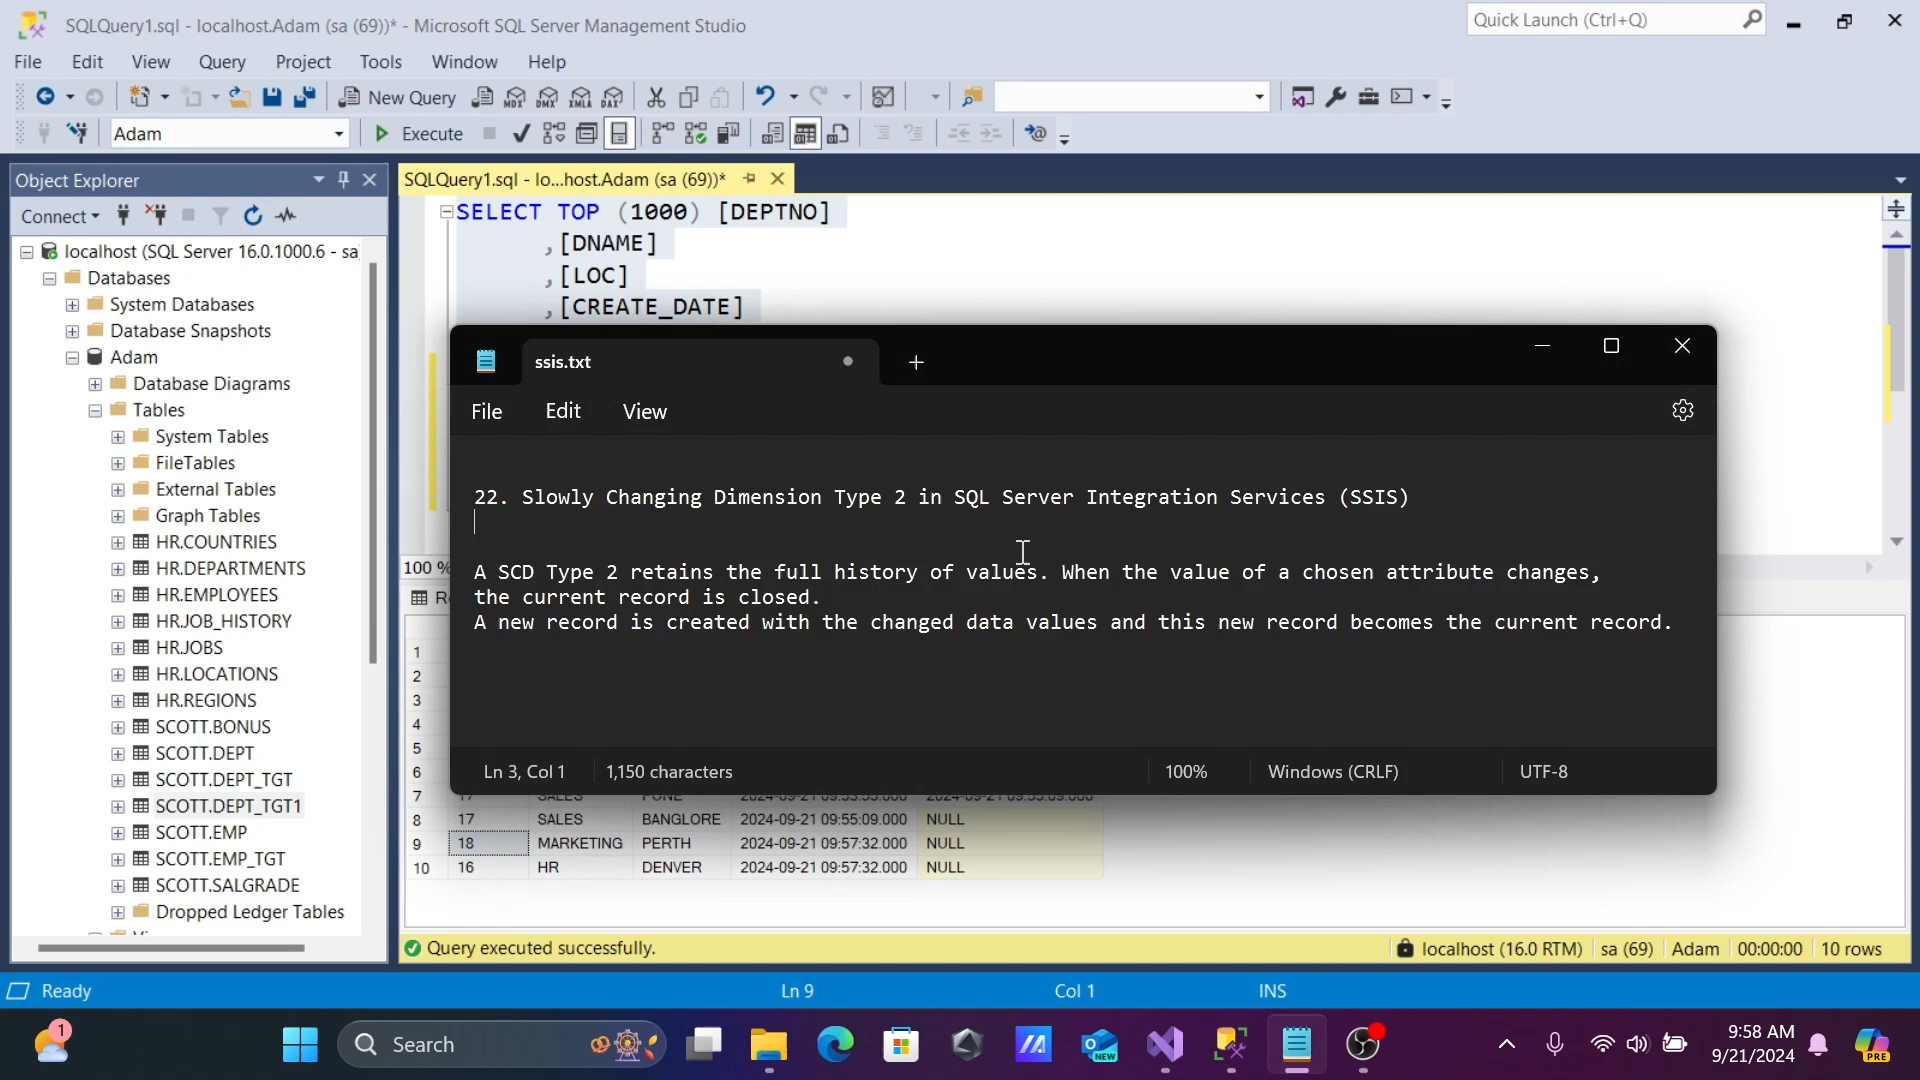 SQLQuery1.sql - localhost.Adam (sa (69))* - Microsoft SQL Server Management Studio
Quick Launch (Ctrl+Q)
File Edit View Query Project Tools Window Help
New Query MDX DMX XMLA DAX
Adam Execute
Object Explorer
Connect
localhost (SQL Server 16.0.1000.6 - sa
Databases
System Databases
Database Snapshots
Adam
Database Diagrams
Tables
System Tables
FileTables
External Tables
Graph Tables
HR.COUNTRIES
HR.DEPARTMENTS
HR.EMPLOYEES
HR.JOB_HISTORY
HR.JOBS
HR.LOCATIONS
HR.REGIONS
SCOTT.BONUS
SCOTT.DEPT
SCOTT.DEPT_TGT
SCOTT.DEPT_TGT1
SCOTT.EMP
SCOTT.EMP_TGT
SCOTT.SALGRADE
Dropped Ledger Tables
SQLQuery1.sql - lo...host.Adam (sa (69))*
SELECT TOP (1000) [DEPTNO]
,[DNAME]
,[LOC]
,[CREATE_DATE]
100 %
ssis.txt
File Edit View
22. Slowly Changing Dimension Type 2 in SQL Server Integration Services (SSIS)
A SCD Type 2 retains the full history of values. When the value of a chosen attribute changes,
the current record is closed.
A new record is created with the changed data values and this new record becomes the current record.
Ln 3, Col 1 1,150 characters 100% Windows (CRLF) UTF-8
1
2
3
4
5
6
7 17 SALES PUNE
8 17 SALES BANGLORE 2024-09-21 09:55:09.000 NULL
9 18 MARKETING PERTH 2024-09-21 09:57:32.000 NULL
10 16 HR DENVER 2024-09-21 09:57:32.000 NULL
Query executed successfully. localhost (16.0 RTM) sa (69) Adam 00:00:00 10 rows
Ready Ln 9 Col 1 INS
1 Search NEW PRE
9:58 AM
9/21/2024